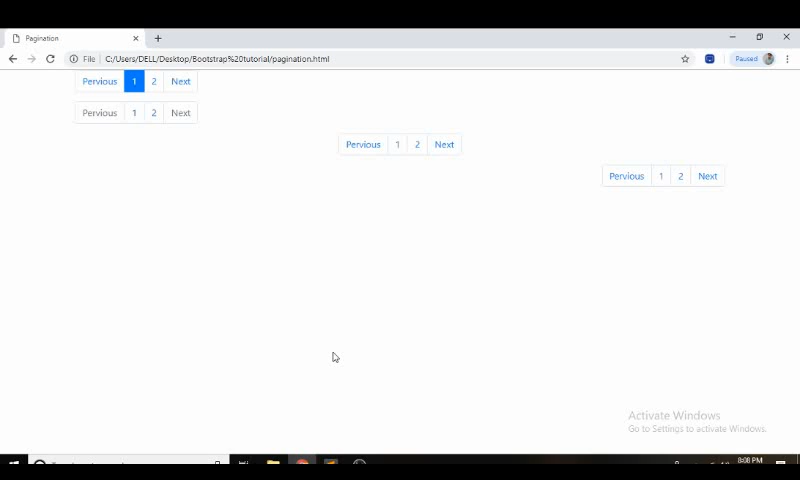 Pagination
File C:/Users/DELL/Desktop/Bootstrap%20tutorial/pagination.html Paused
Pervious 1 2 Next
Pervious 1 2 Next
Pervious 1 2 Next
Pervious 1 2 Next
Activate Windows
Go to Settings to activate Windows.
8:08 PM